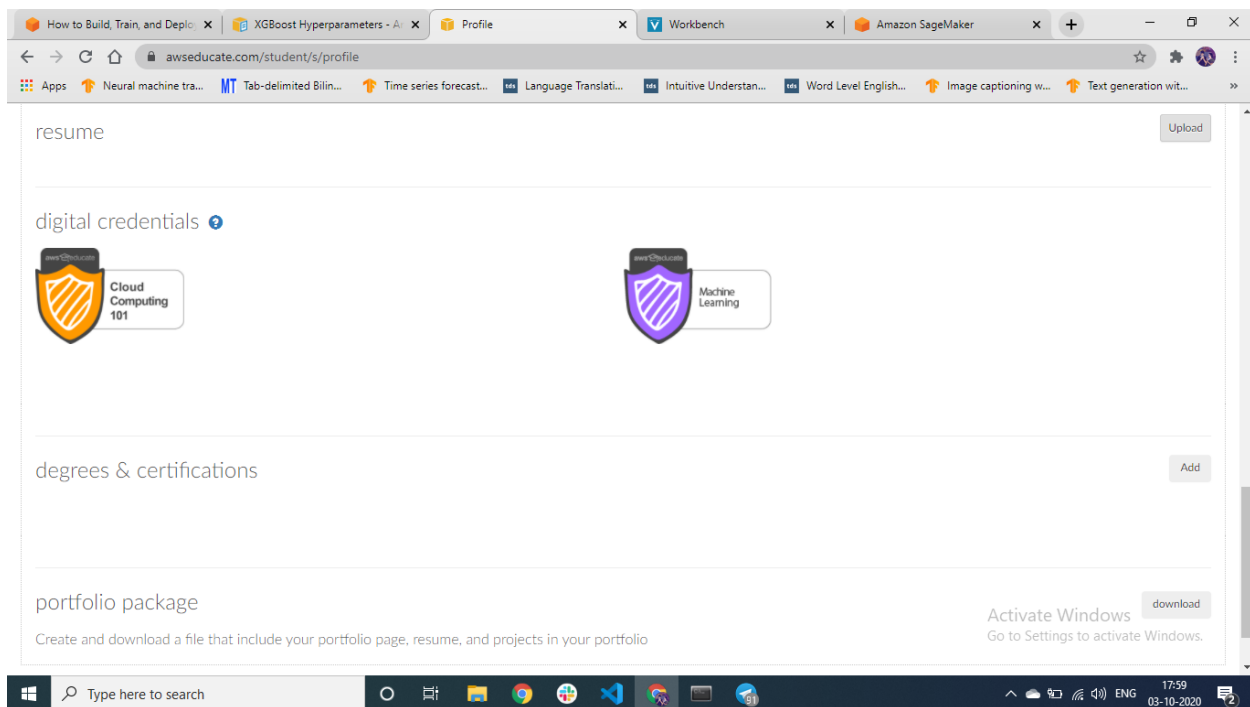 How to Build, Train, and Deplo
XGBoost Hyperparameters - A
Profile
Workbench
Amazon SageMaker
awseducate.com/student/s/profile
Apps
Neural machine tra...
Tab-delimited Bilin...
Time series forecast...
Language Translati...
Intuitive Understan...
Word Level English...
Image captioning w...
Text generation wit...
resume
Upload
digital credentials
aws educate
Cloud
Computing
101
aws educate
Machine
Learning
degrees & certifications
Add
portfolio package
download
Create and download a file that include your portfolio page, resume, and projects in your portfolio
Activate Windows
Go to Settings to activate Windows.
Type here to search
91
ENG
17:59
03-10-2020
2